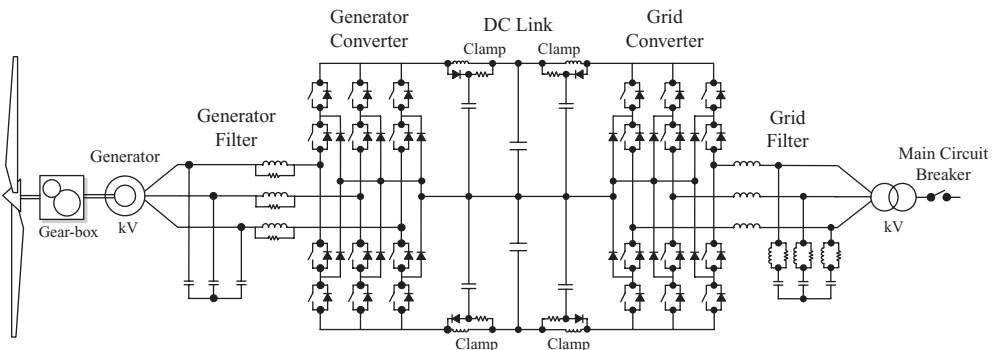 Generator
Converter
DC Link
Grid
Converter
Clamp
Clamp
Generator
Filter
Grid
Filter
Generator
Main Circuit
Breaker
Gear-box
kV
kV
Clamp
Clamp